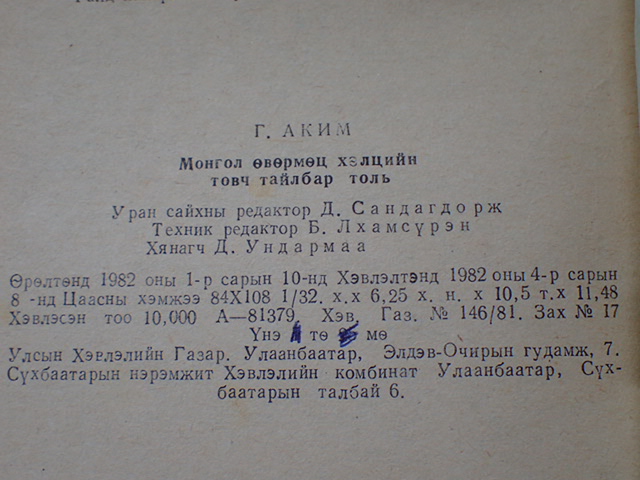 Г. АКИМ
Монгол өвөрмөц хэлцийн
товч тайлбар толь
Уран сайхны редактор Д. Сандагдорж
Техник редактор Б. Лхамсүрэн
Хянагч Д. Ундармаа
Өрөлтөнд 1982 оны 1-р сарын 10-нд Хэвлэлтэнд 1982 оны 4-р сарын
8 -нд Цаасны хэмжээ 84X108 1/32. х.х 6,25 х. н. х 10,5 т.х 11,48
Хэвлэсэн тоо 10,000 А—81379. Хэв. Газ. № 146/81. Зах № 17
Үнэ тө мө
Улсын Хэвлэлийн Газар. Улаанбаатар, Элдэв-Очирын гудамж, 7.
Сүхбаатарын нэрэмжит Хэвлэлийн комбинат Улаанбаатар, Сүх-
баатарын талбай 6.